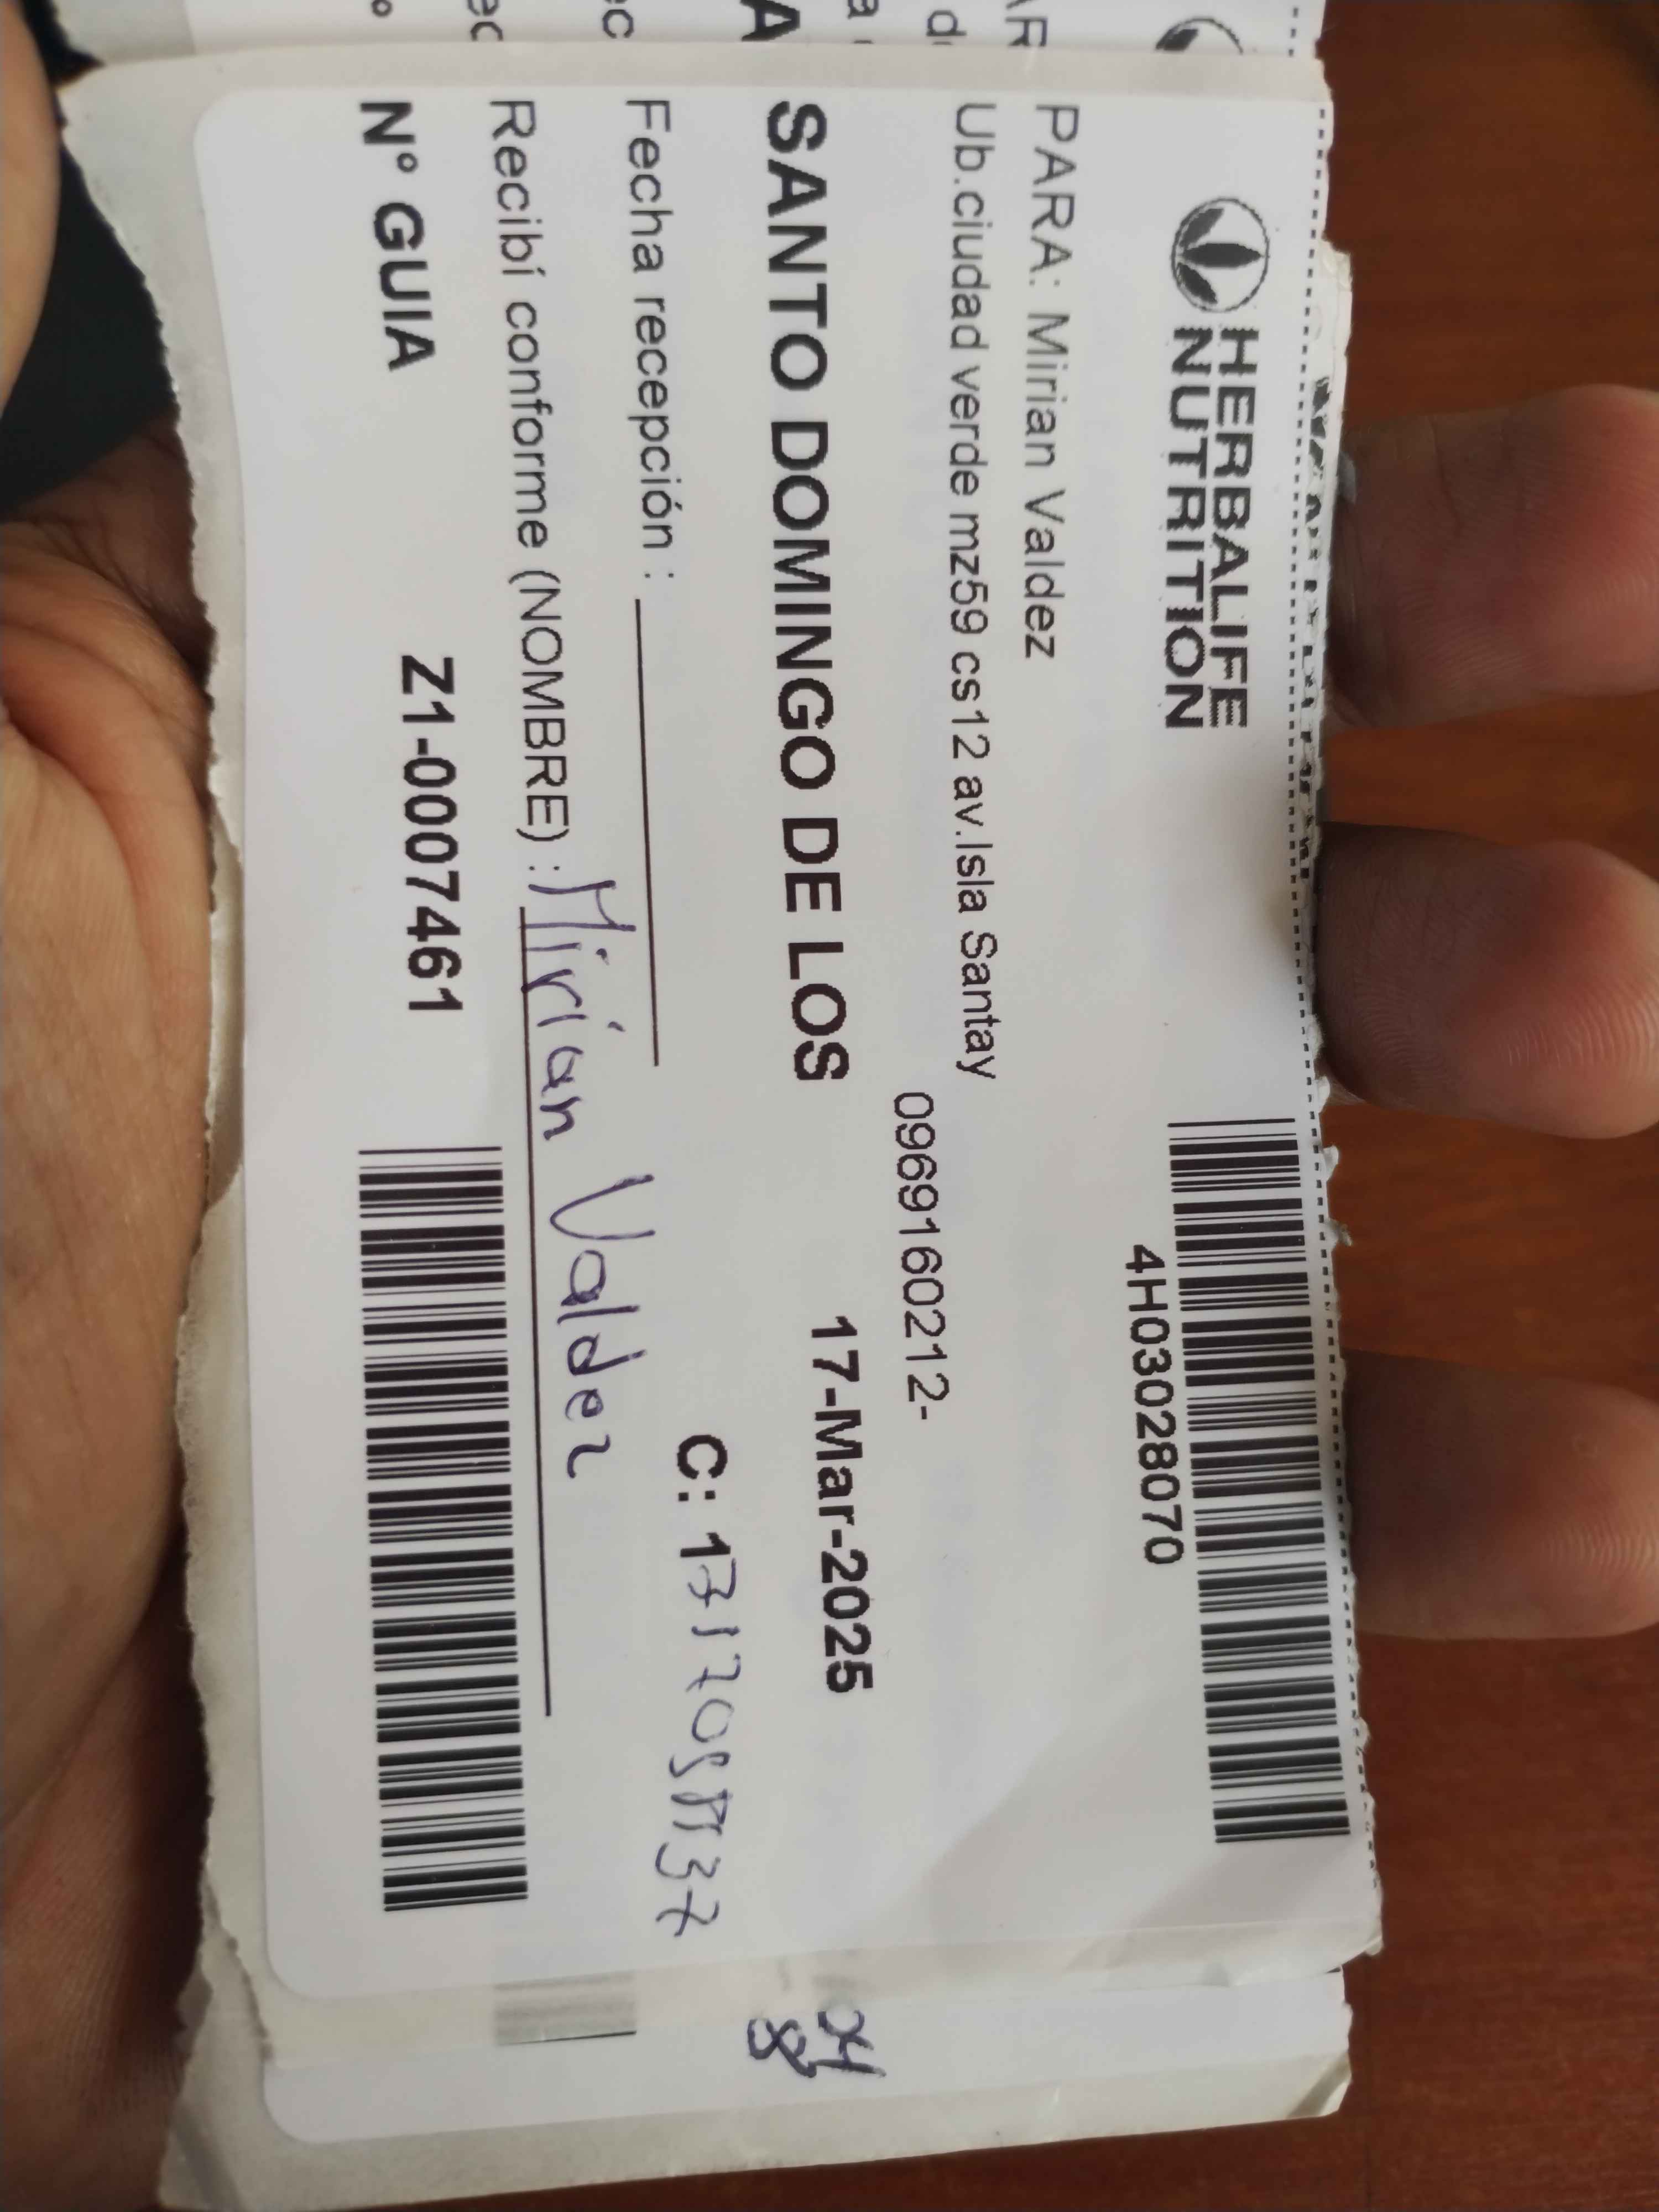 HERBALIFE
NUTRITION
4H03028070
PARA: Mirian Valdez
Ub.ciudad verde mz59 cs12 av.Isla Santay
0969160212-
SANTO DOMINGO DE LOS 17-Mar-2025
Fecha recepción :
C: 1
Recibí conforme (NOMBRE) : Mirian Valdez
N° GUIA Z1-0007461